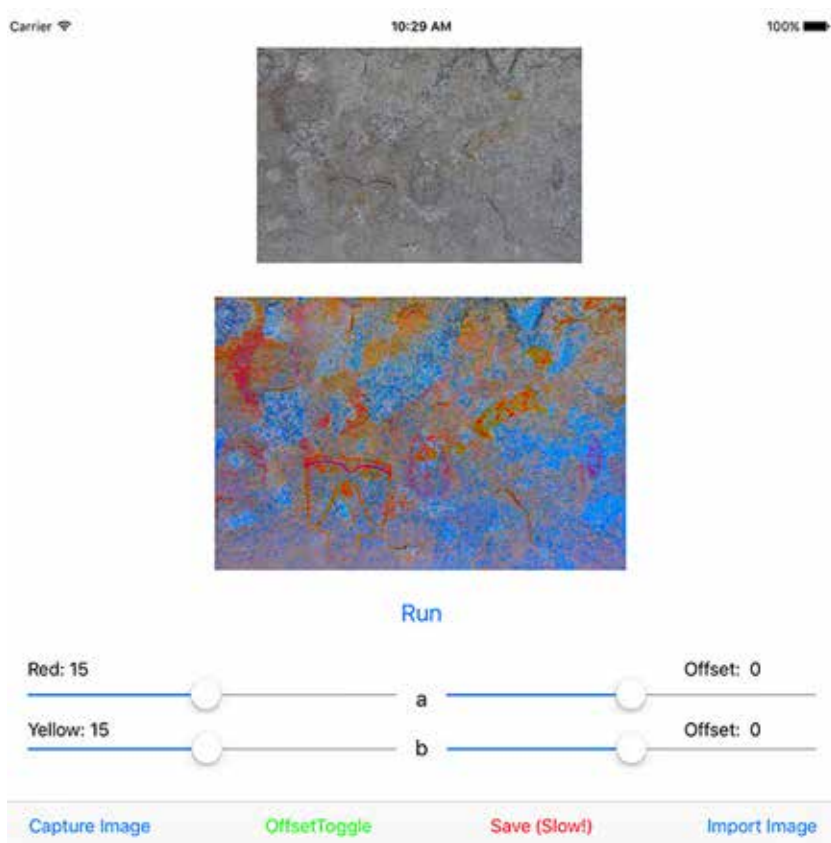 Carrier 10:29 AM 100%
Run
Red: 15 Offset: 0
a
Yellow: 15 Offset: 0
b
Capture Image OffsetToggle Save (Slow!) Import Image